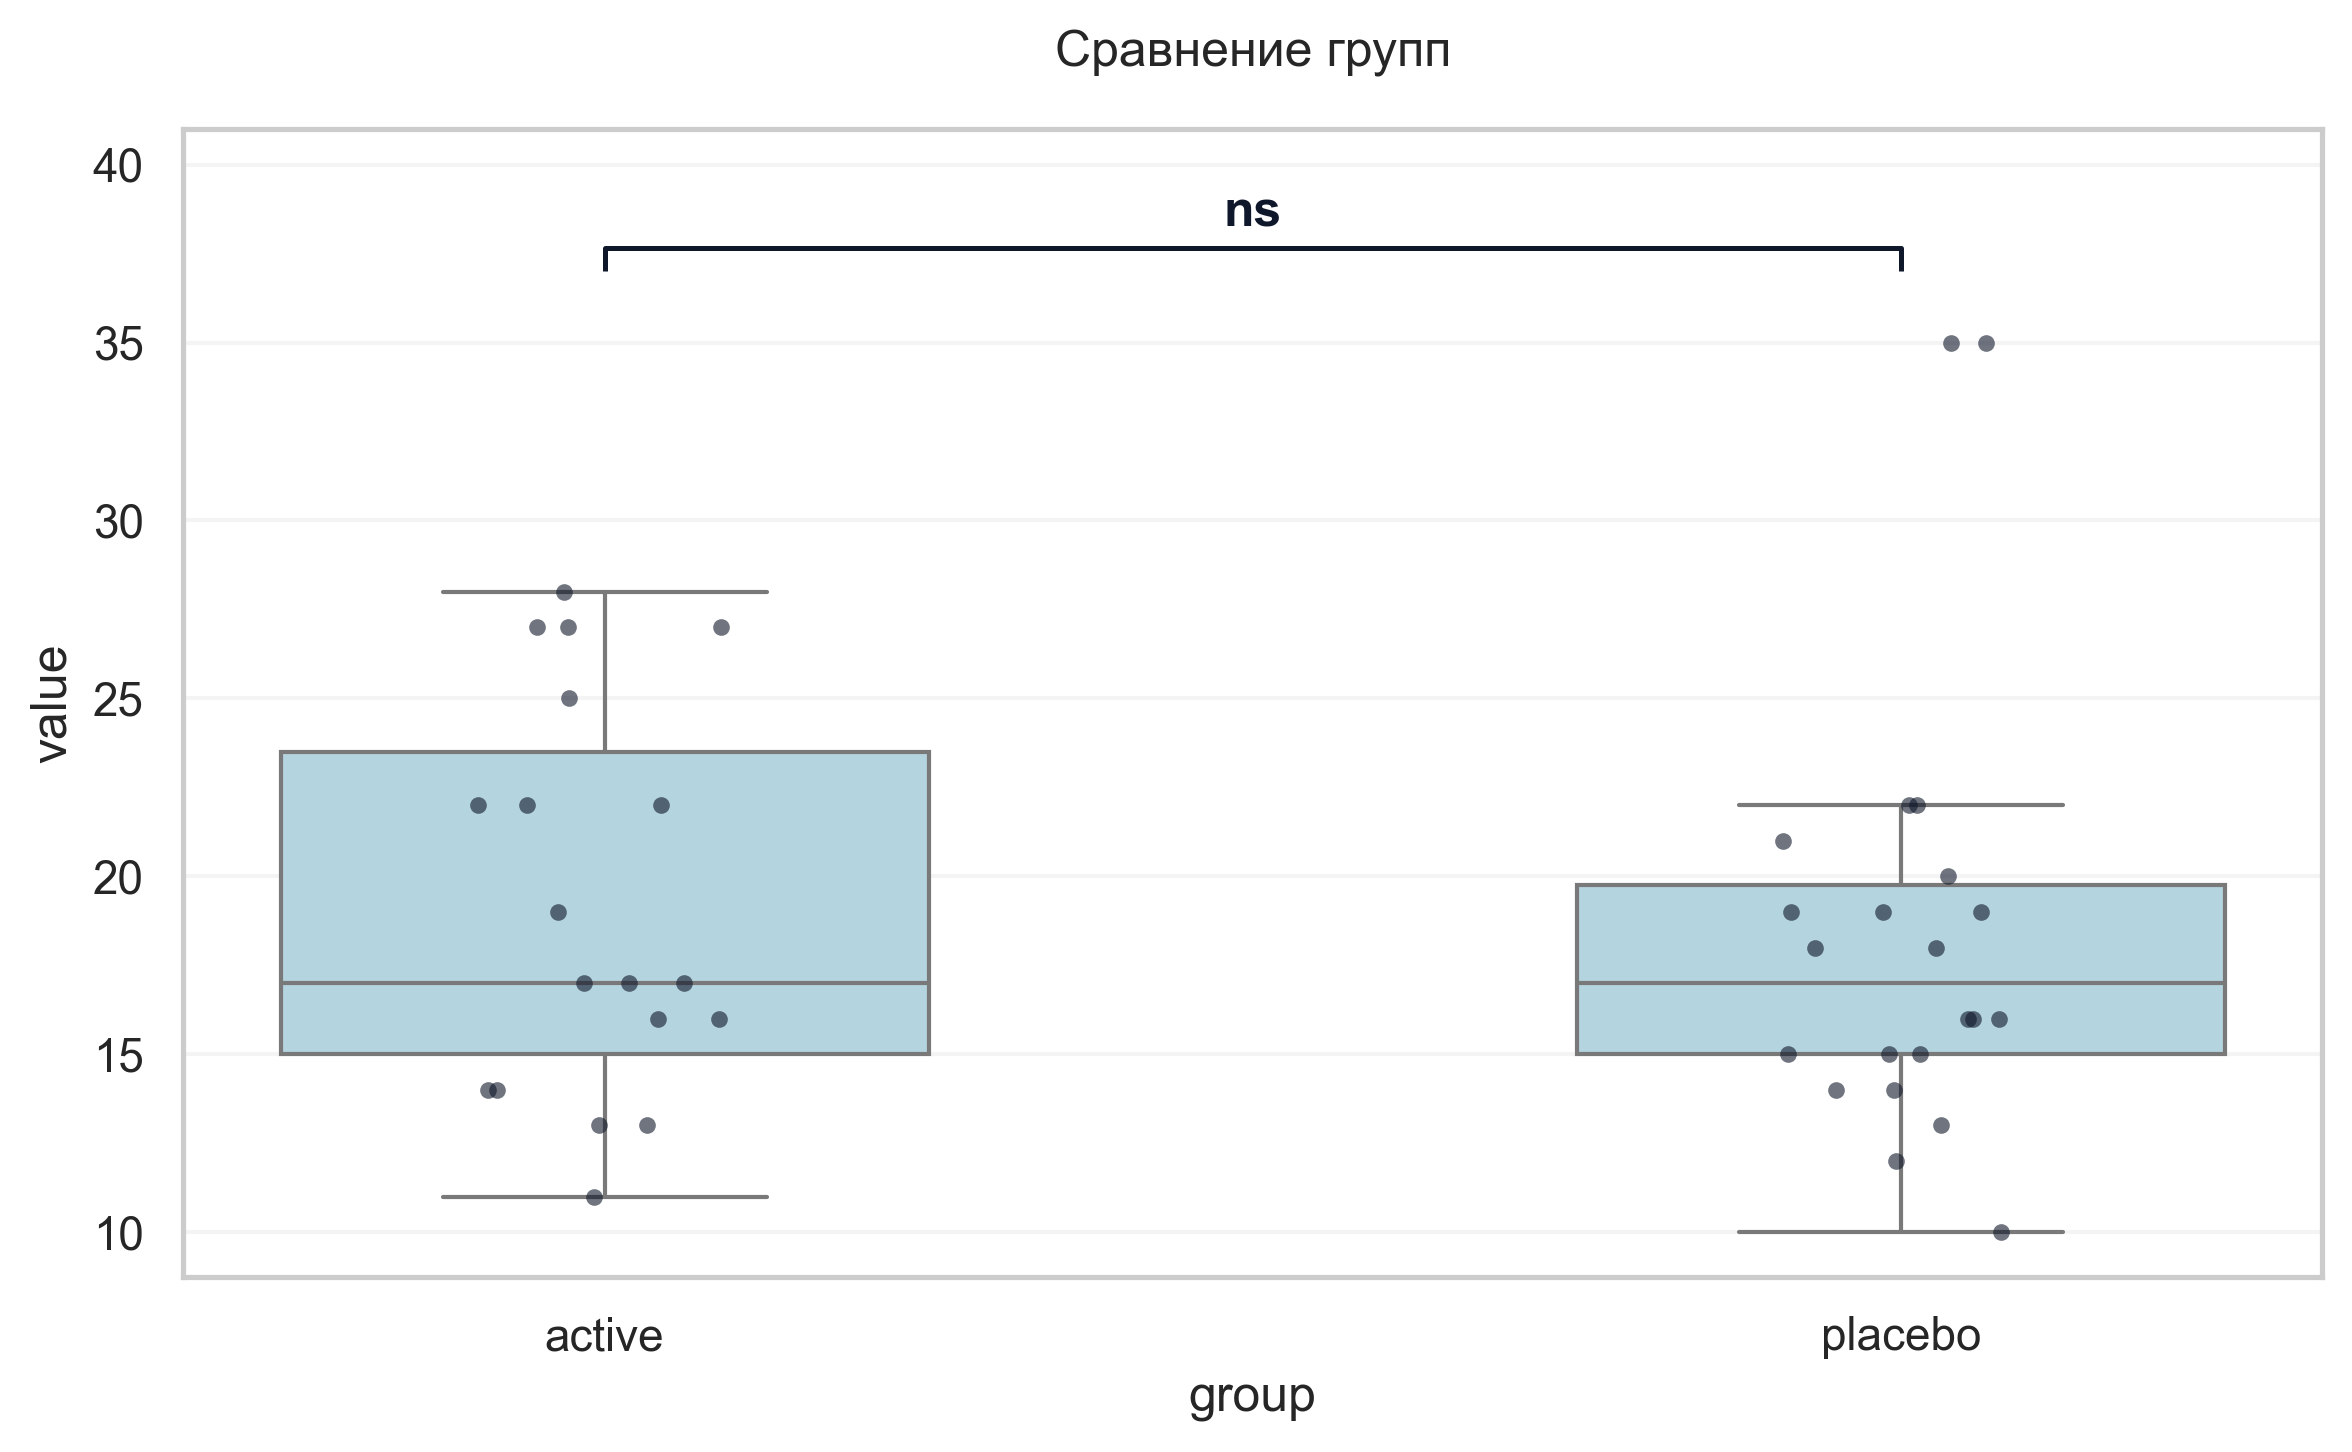 Сравнение групп
40
ns
35
30
25
20
15
10
value
active
placebo
group